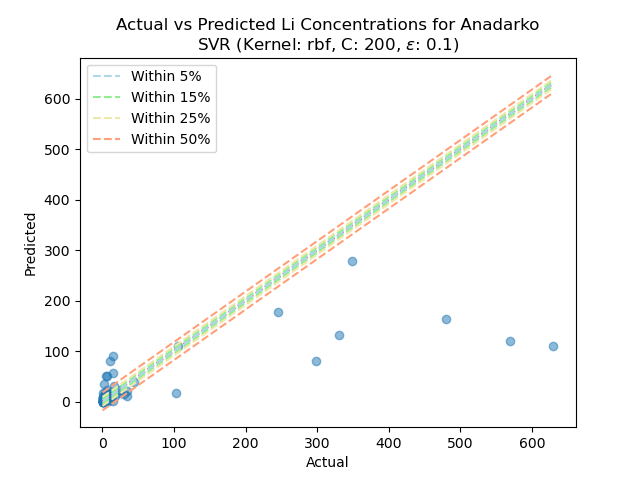 Actual vs Predicted Li Concentrations for Anadarko
SVR (Kernel: rbf, C: 200, ε: 0.1)
Within 5%
Within 15%
Within 25%
Within 50%
Predicted
600
500
400
300
200
100
0
0 100 200 300 400 500 600
Actual